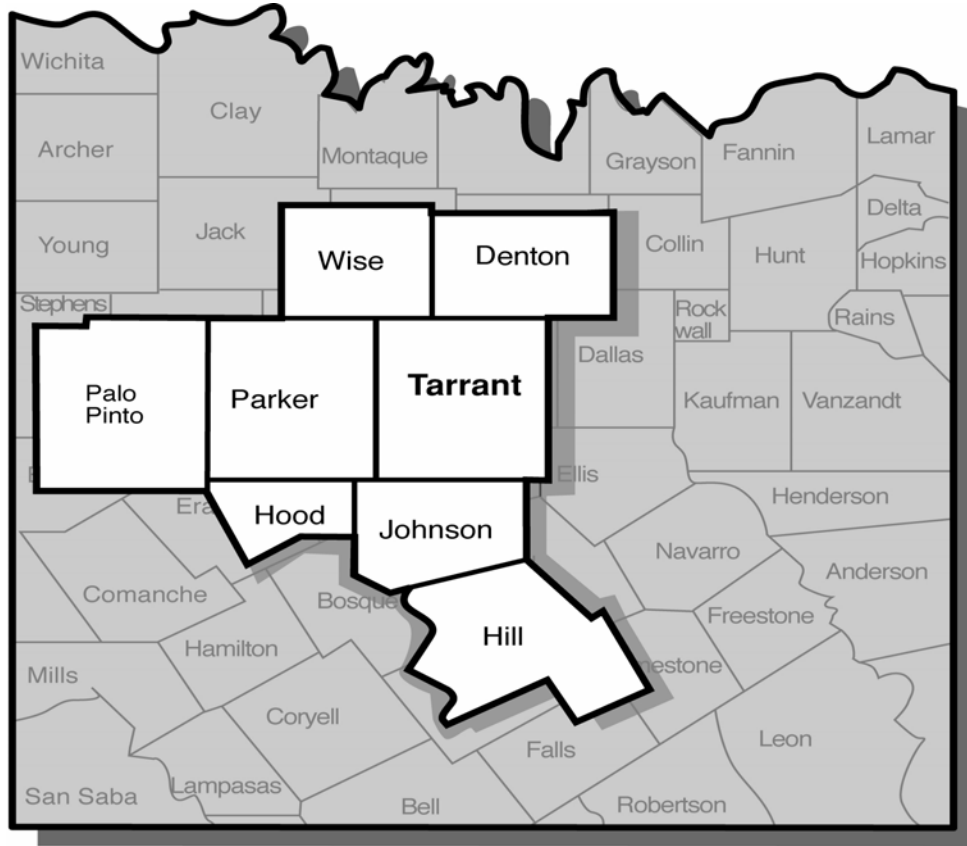 Wichita
Clay
Archer
Montaque
Grayson
Fannin
Lamar
Young
Jack
Wise
Denton
Collin
Hunt
Delta
Hopkins
Stephens
Rock
wall
Rains
Dallas
Palo
Pinto
Parker
Tarrant
Kaufman
Vanzandt
E
Ellis
Henderson
Era
Hood
Johnson
Navarro
Anderson
Comanche
Bosque
Freestone
Hamilton
Hill
nestone
Mills
Coryell
Falls
Leon
Lampasas
San Saba
Bell
Robertson